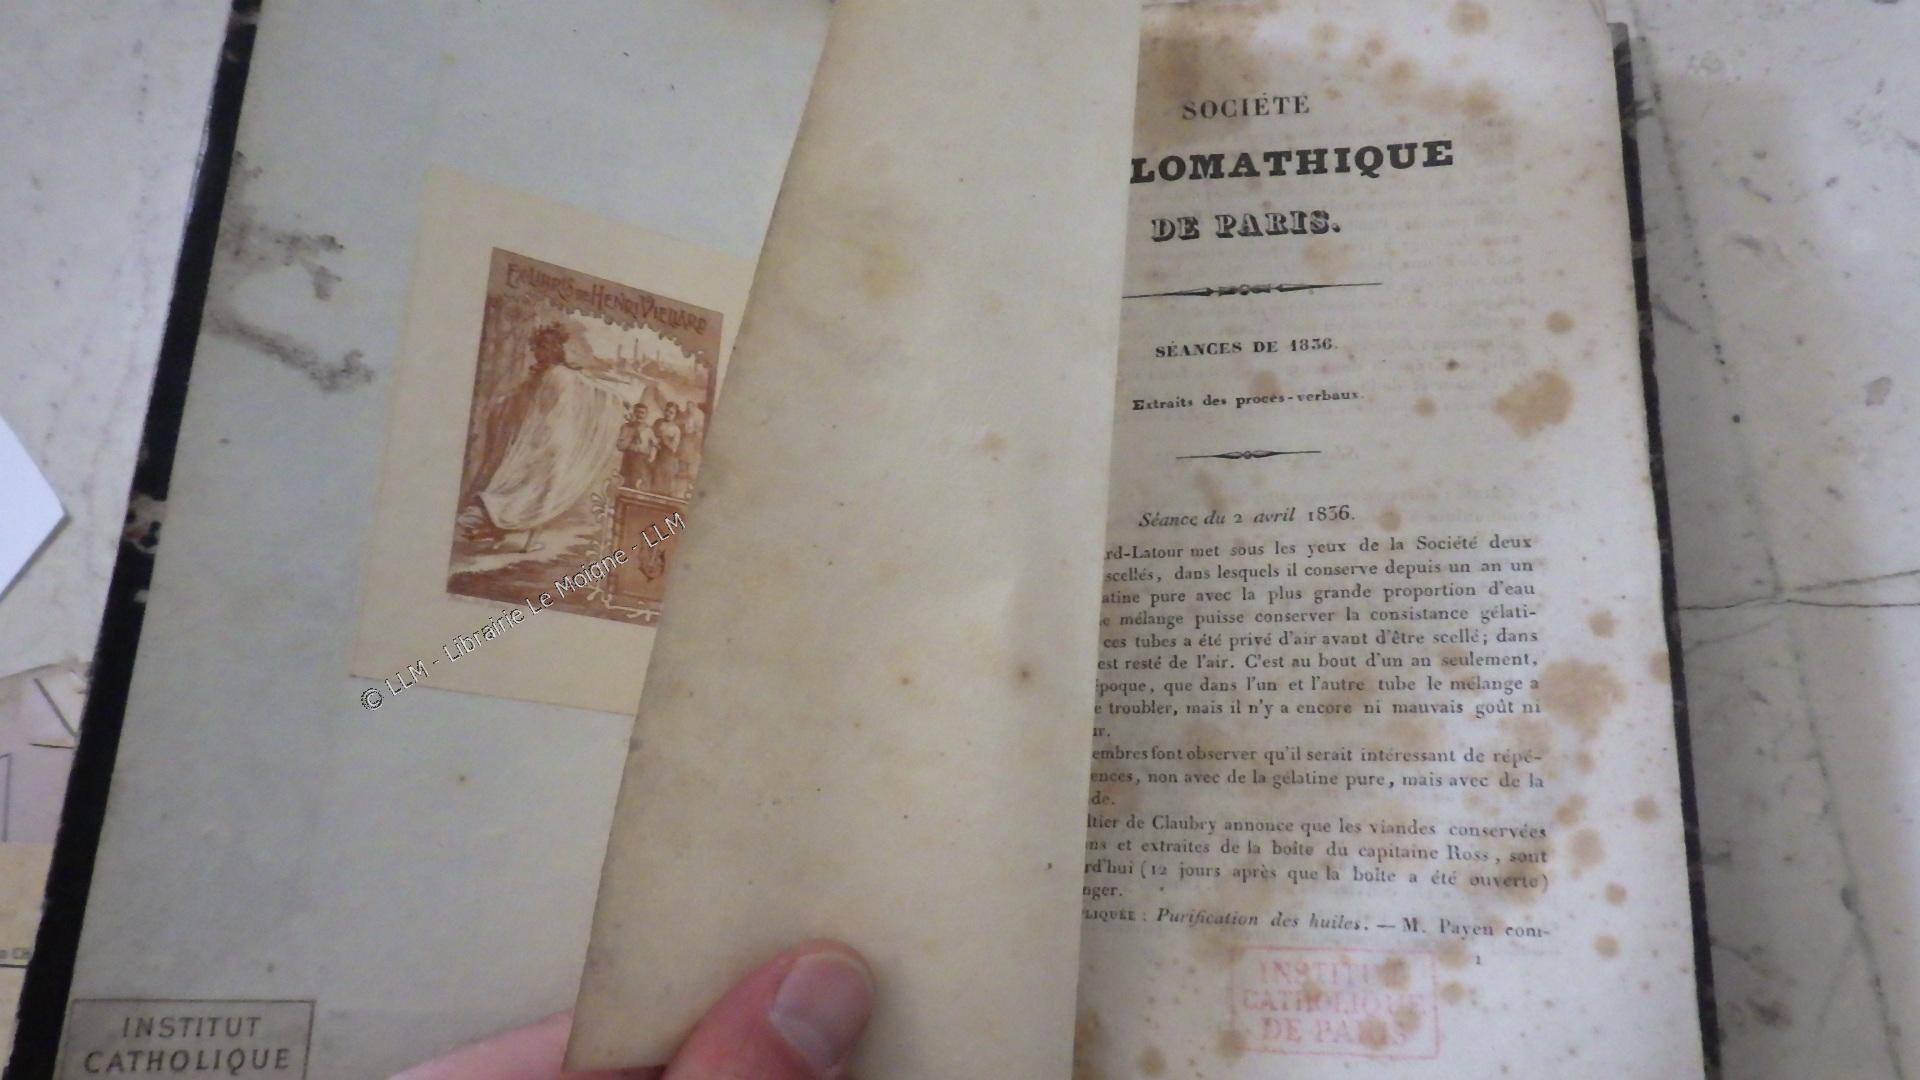 EX-LIBRIS DE HENRI VIELLARD
© LLM - Librairie Le Moigne - LLM
INSTITUT
CATHOLIQUE
SOCIÉTÉ
LOMATHIQUE
DE PARIS.
SÉANCES DE 1836.
Extraits des procès-verbaux.
Séance du 2 avril 1836.
rd-Latour met sous les yeux de la Société deux
scellés, dans lesquels il conserve depuis un an un
atine pure avec la plus grande proportion d'eau
e mélange puisse conserver la consistance gélati-
ces tubes a été privé d'air avant d'être scellé; dans
est resté de l'air. C'est au bout d'un an seulement,
époque, que dans l'un et l'autre tube le mélange a
e troubler, mais il n'y a encore ni mauvais goût ni
ur.
embres font observer qu'il serait intéressant de répé-
ences, non avec de la gélatine pure, mais avec de la
de.
ltier de Claubry annonce que les viandes conservées
ns et extraites de la boîte du capitaine Ross, sont
rd'hui (12 jours après que la boîte a été ouverte)
nger.
LIQUÉE : Purification des huiles. — M. Payen com-
1
INSTITUT
CATHOLIQUE
DE PARIS